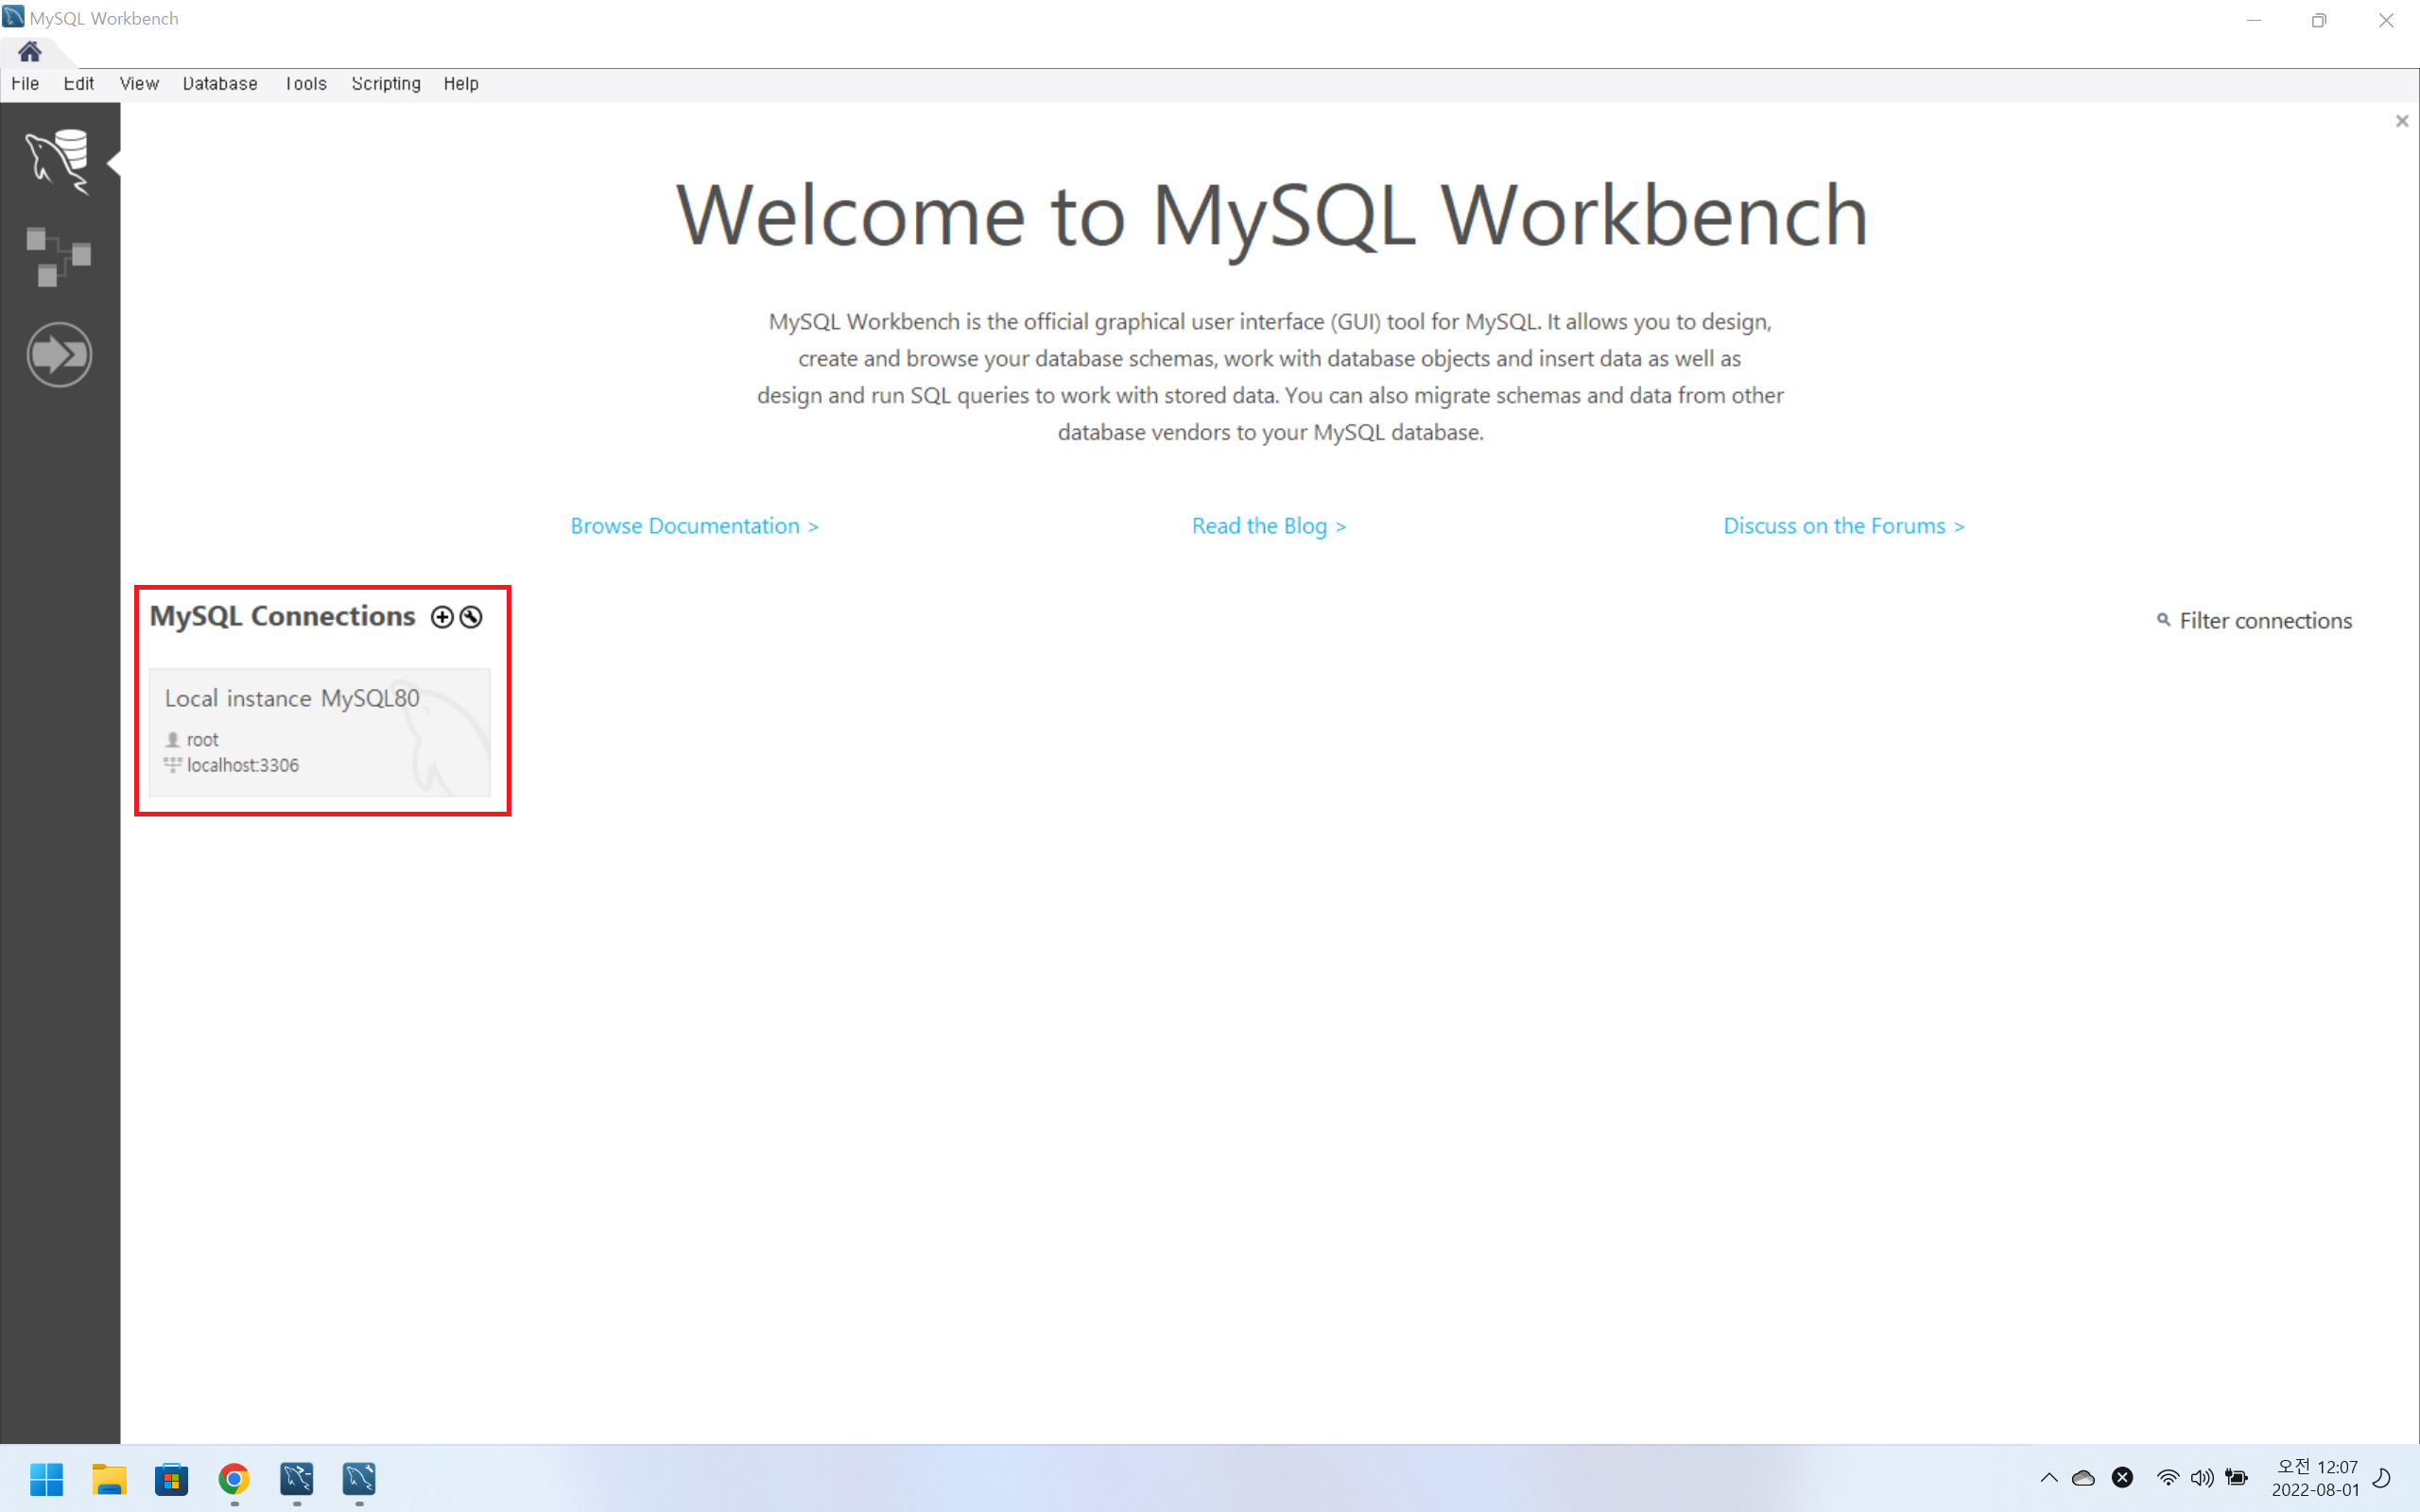 MySQL Workbench
File Edit View Database Tools Scripting Help
Welcome to MySQL Workbench
MySQL Workbench is the official graphical user interface (GUI) tool for MySQL. It allows you to design,
create and browse your database schemas, work with database objects and insert data as well as
design and run SQL queries to work with stored data. You can also migrate schemas and data from other
database vendors to your MySQL database.
Browse Documentation >
Read the Blog >
Discuss on the Forums >
MySQL Connections
Filter connections
Local instance MySQL80
root
localhost:3306
오전 12:07
2022-08-01